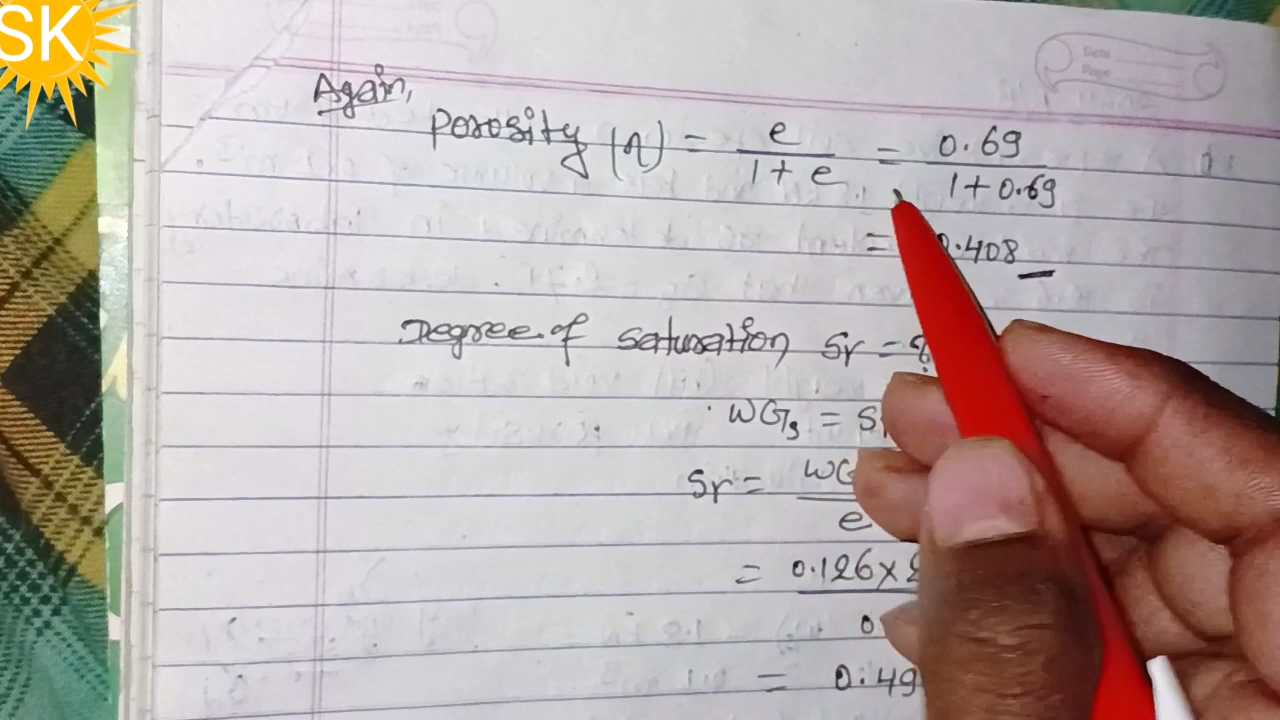 SK
Again,
Porosity (η) = e / 1 + e = 0.69 / 1 + 0.69
= 0.408
Degree of saturation Sr = ?
WGs = S
Sr = WG / e
= 0.126 ×
0.
= 0.49